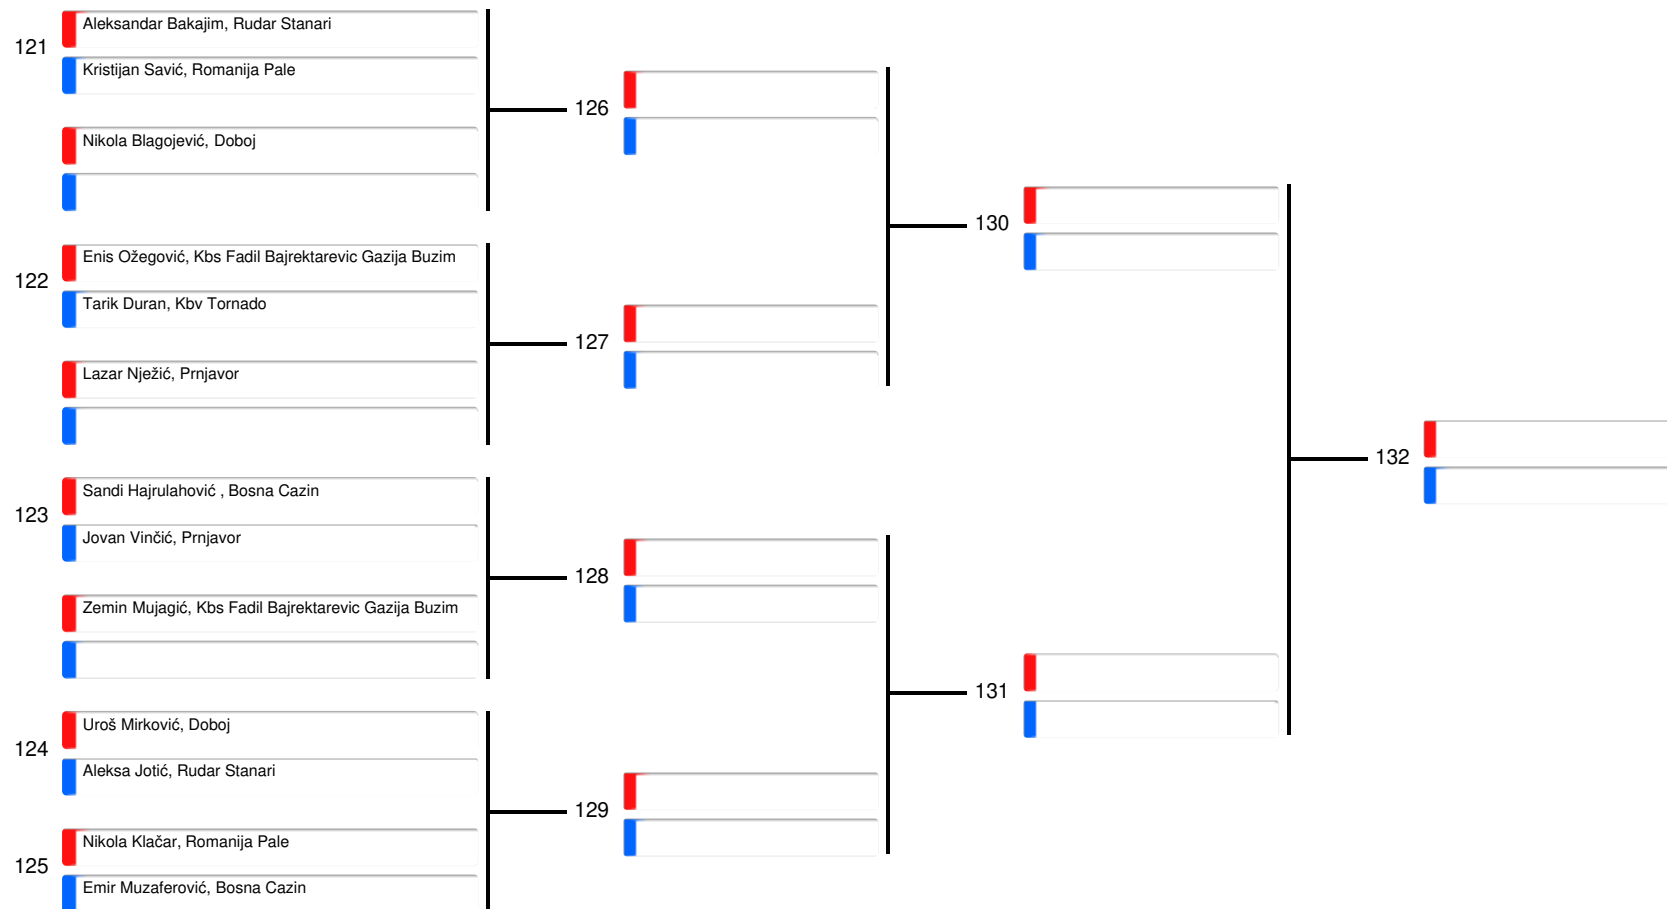 121
Aleksandar Bakajim, Rudar Stanari
Kristijan Savić, Romanija Pale
Nikola Blagojević, Doboj
122
Enis Ožegović, Kbs Fadil Bajrektarevic Gazija Buzim
Tarik Duran, Kbv Tornado
Lazar Nježić, Prnjavor
123
Sandi Hajrulahović , Bosna Cazin
Jovan Vinčić, Prnjavor
Zemin Mujagić, Kbs Fadil Bajrektarevic Gazija Buzim
124
Uroš Mirković, Doboj
Aleksa Jotić, Rudar Stanari
125
Nikola Klačar, Romanija Pale
Emir Muzaferović, Bosna Cazin
126
127
128
129
130
131
132